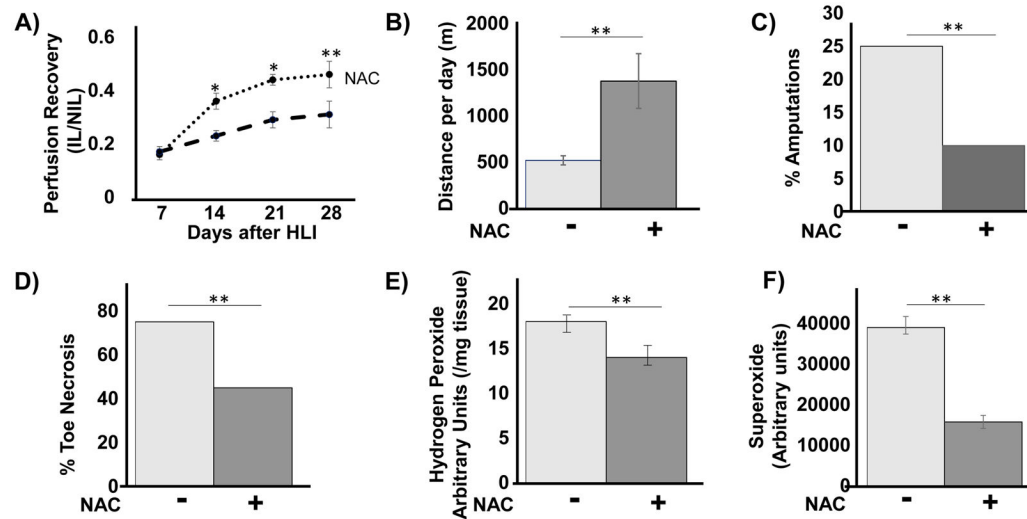 A)
Perfusion Recovery
(IL/NIL)
0.6
0.4
0.2
0
* * **
NAC
7 14 21 28
Days after HLI
B)
Distance per day (m)
2000
1500
1000
500
0
**
NAC - +
C)
% Amputations
30
25
20
15
10
5
0
**
NAC - +
D)
% Toe Necrosis
80
60
40
20
0
**
NAC - +
E)
Hydrogen Peroxide
Arbitrary Units (/mg tissue)
20
15
10
5
0
**
NAC - +
F)
Superoxide
(Arbitrary units)
40000
30000
20000
10000
0
**
NAC - +